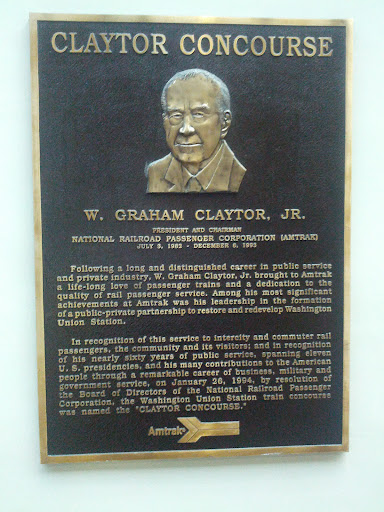 CLAYTOR CONCOURSE
W. GRAHAM CLAYTOR, JR.
PRESIDENT AND CHAIRMAN
NATIONAL RAILROAD PASSENGER CORPORATION (AMTRAK)
JULY 3, 1982 - DECEMBER 8, 1993
Following a long and distinguished career in public service
and private industry, W. Graham Claytor, Jr. brought to Amtrak
a life-long love of passenger trains and a dedication to the
quality of rail passenger service. Among his most significant
achievements at Amtrak was his leadership in the formation
of a public-private partnership to restore and redevelop Washington
Union Station.
In recognition of this service to intercity and commuter rail
passengers, the community and its visitors; and in recognition
of his nearly sixty years of public service, spanning eleven
U. S. presidencies, and his many contributions to the American
people through a remarkable career of business, military and
government service, on January 26, 1994, by resolution of
the Board of Directors of the National Railroad Passenger
Corporation, the Washington Union Station train concourse
was named the "CLAYTOR CONCOURSE."
Amtrak